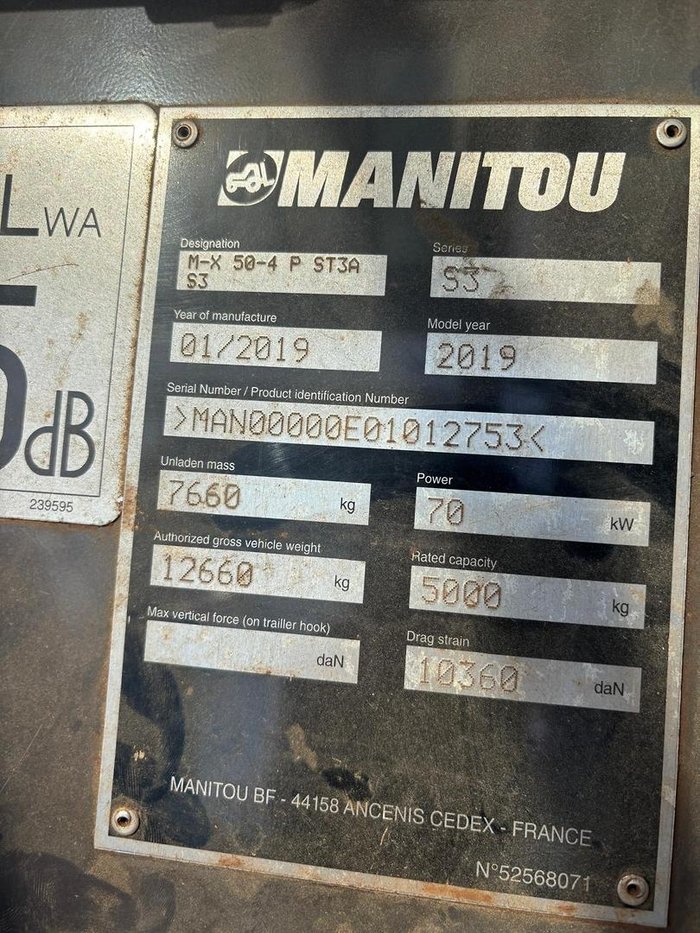 LWA
dB
239595
MANITOU
Designation
M-X 50-4 P ST3A
S3
Series
S3
Year of manufacture
01/2019
Model year
2019
Serial Number / Product identification Number
>MAN00000E01012753<
Unladen mass
7660 kg
Power
70 kW
Authorized gross vehicle weight
12660 kg
Rated capacity
5000 kg
Max vertical force (on trailler hook)
daN
Drag strain
10360 daN
MANITOU BF - 44158 ANCENIS CEDEX - FRANCE
N°52568071